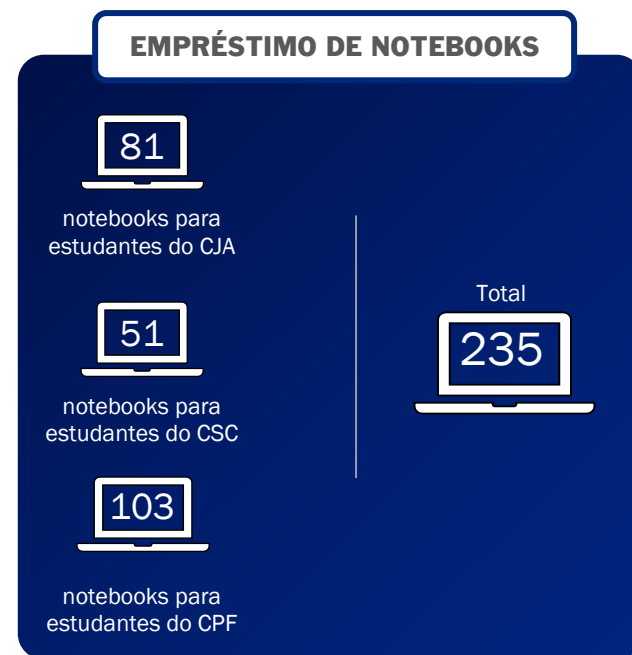 EMPRÉSTIMO DE NOTEBOOKS
81
notebooks para
estudantes do CJA
51
notebooks para
estudantes do CSC
103
notebooks para
estudantes do CPF
Total
235